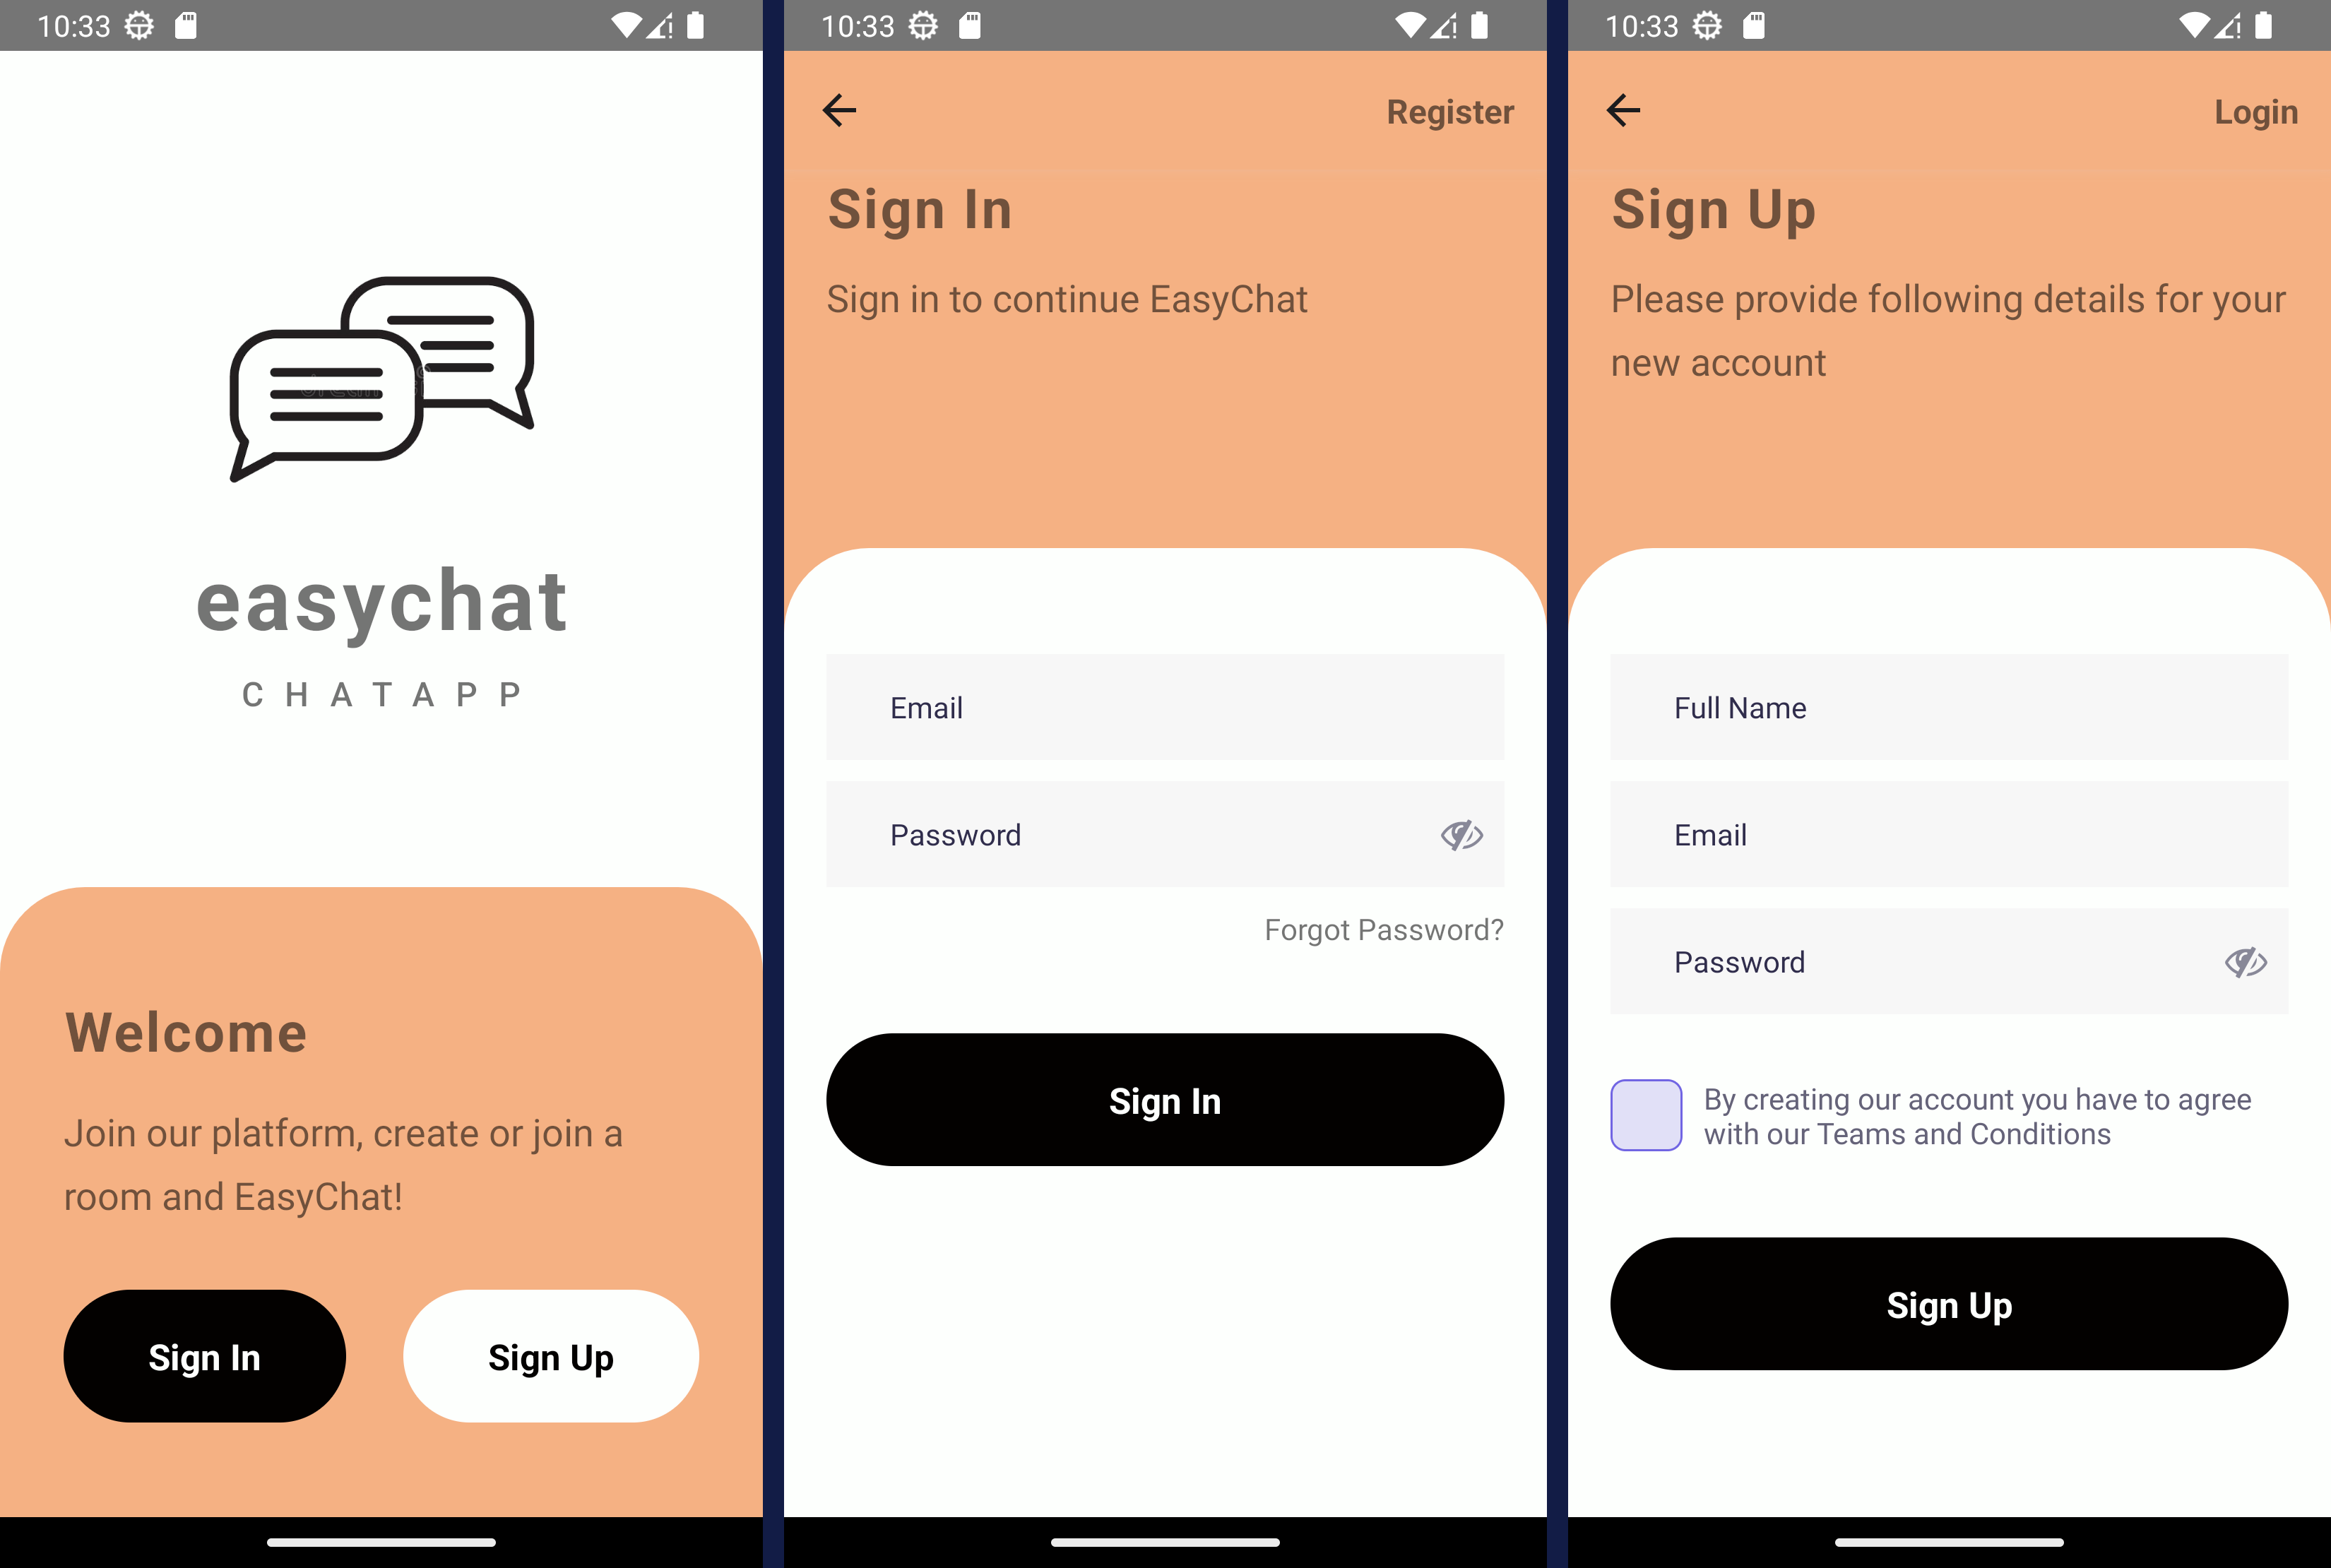 10:33
easychat
CHATAPP
Welcome
Join our platform, create or join a
room and EasyChat!
Sign In
Sign Up
10:33
Register
Sign In
Sign in to continue EasyChat
Email
Password
Forgot Password?
Sign In
10:33
Login
Sign Up
Please provide following details for your
new account
Full Name
Email
Password
By creating our account you have to agree
with our Teams and Conditions
Sign Up